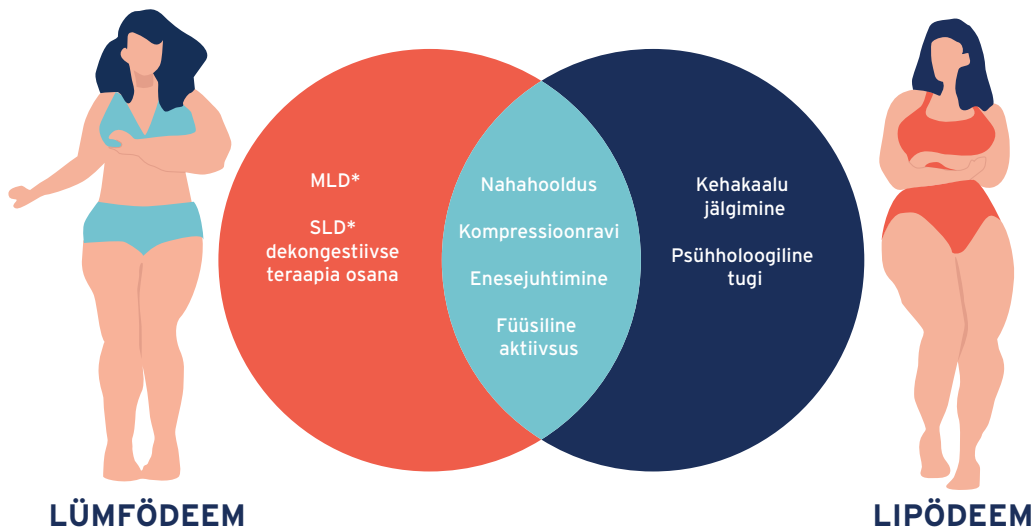 MLD*
SLD*
dekongestiivse
teraapia osana
Nahahooldus
Kompressioonravi
Enesejuhtimine
Füüsiline
aktiivsus
Kehakaalu
jälgimine
Psühholoogiline
tugi
LÜMFÖDEEM
LIPÖDEEM